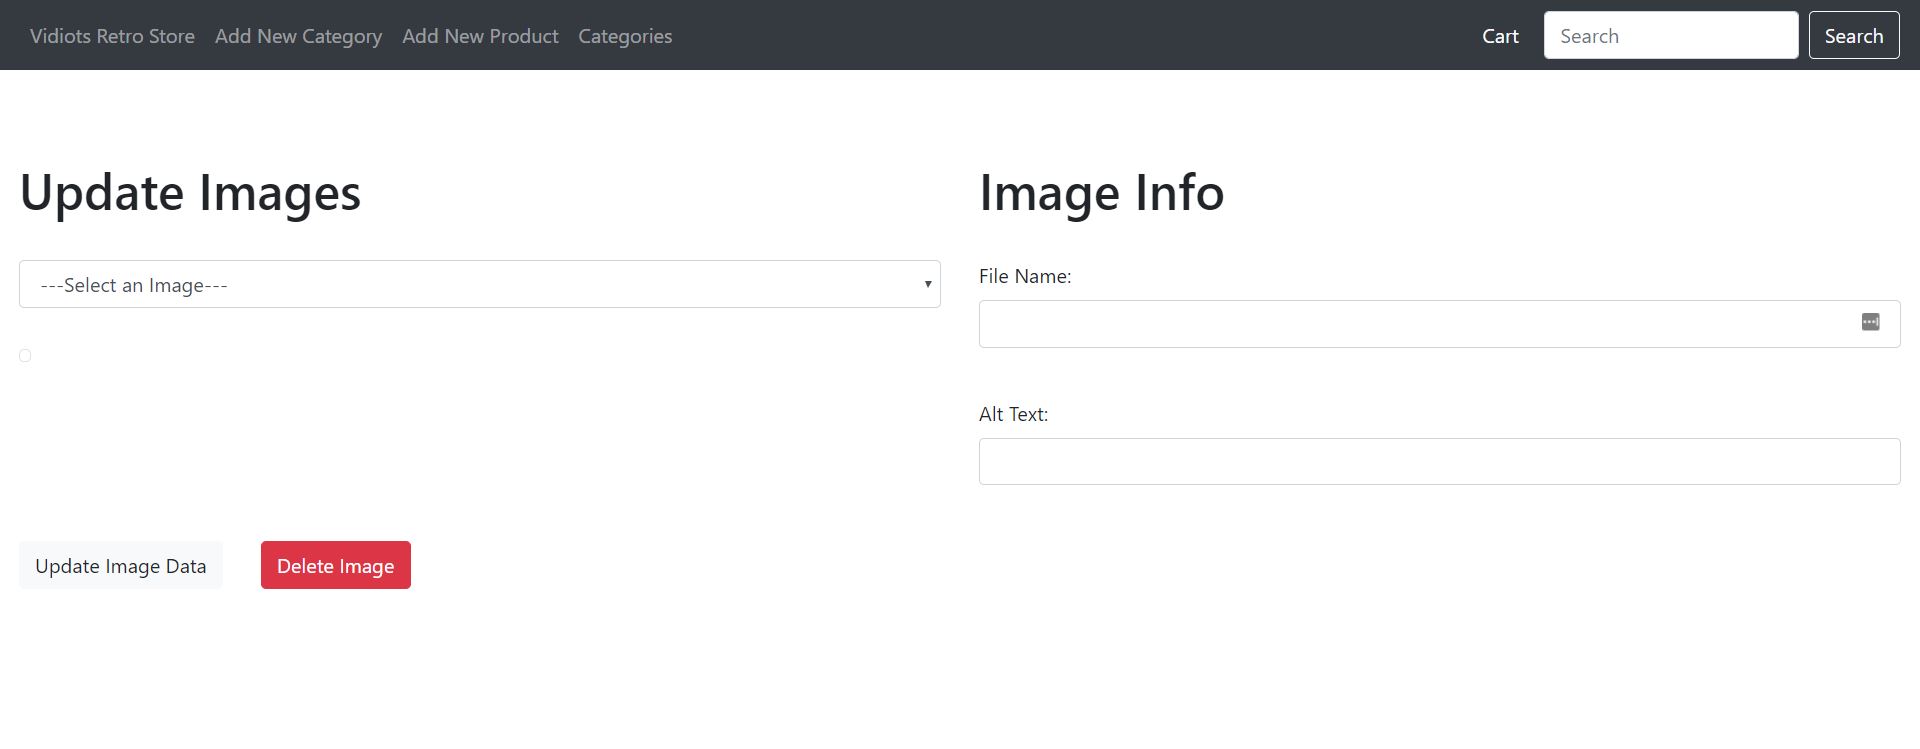 Vidiots Retro Store Add New Category Add New Product Categories Cart Search Search
Update Images
---Select an Image---
Image Info
File Name:
Alt Text:
Update Image Data Delete Image